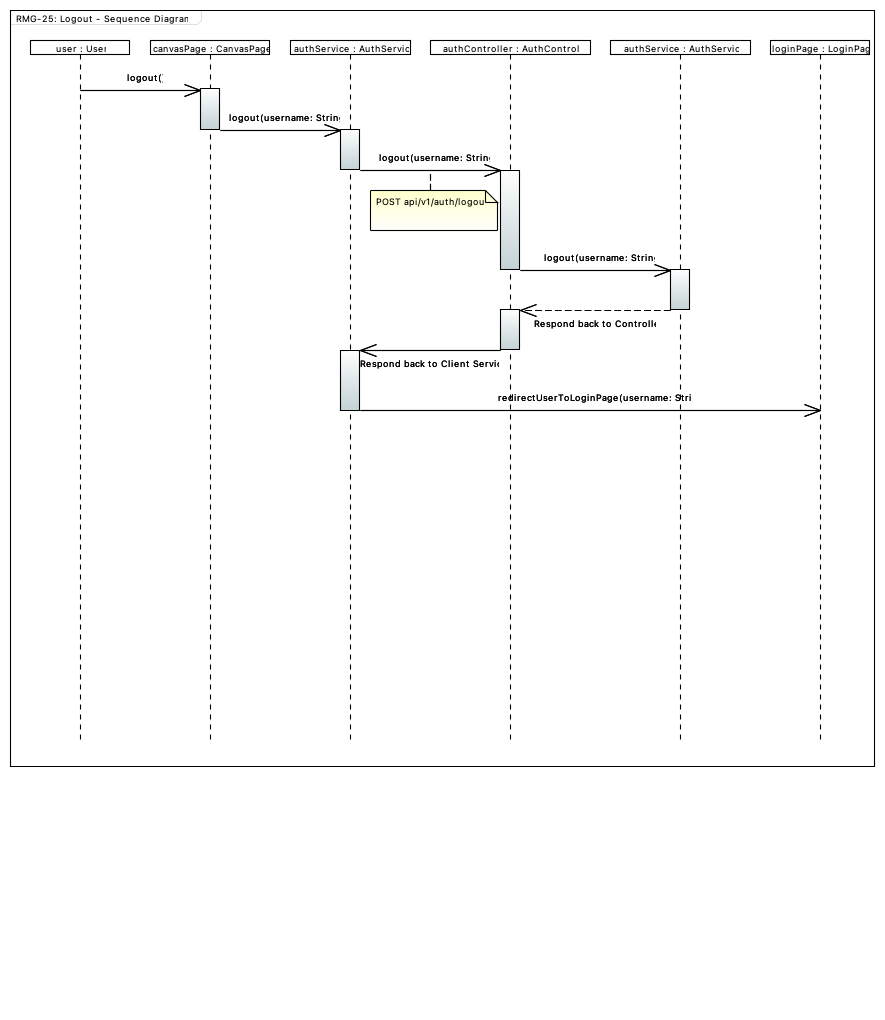 RMG-25: Logout - Sequence Diagram
user : User
canvasPage : CanvasPage
authService : AuthServic
authController : AuthControl
authService : AuthServic
loginPage : LoginPag
logout(
logout(username: String
logout(username: String
POST api/v1/auth/logou
logout(username: String
Respond back to Controlle
Respond back to Client Servic
redirectUserToLoginPage(username: Stri